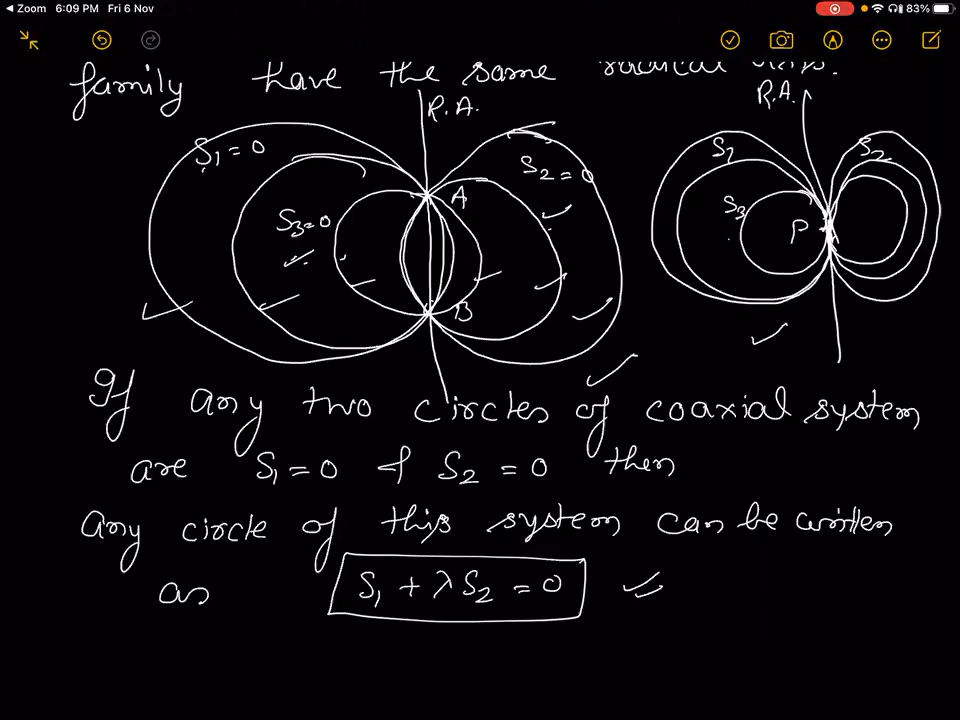 Zoom 6:09 PM Fri 6 Nov 83%
family have the same radical axis.
R.A.
R.A.
S₁ = 0
S₂ = 0
S₃ = 0
A
B
S₁
S₂
S₃
P
If any two circles of coaxial system
are S₁ = 0 & S₂ = 0 then
any circle of this system can be written
as S₁ + λS₂ = 0